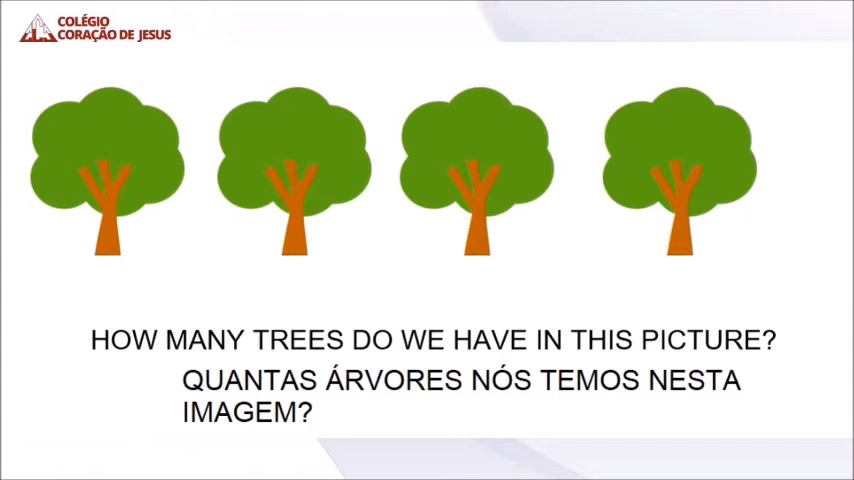 COLÉGIO
CORAÇÃO DE JESUS
HOW MANY TREES DO WE HAVE IN THIS PICTURE?
QUANTAS ÁRVORES NÓS TEMOS NESTA
IMAGEM?